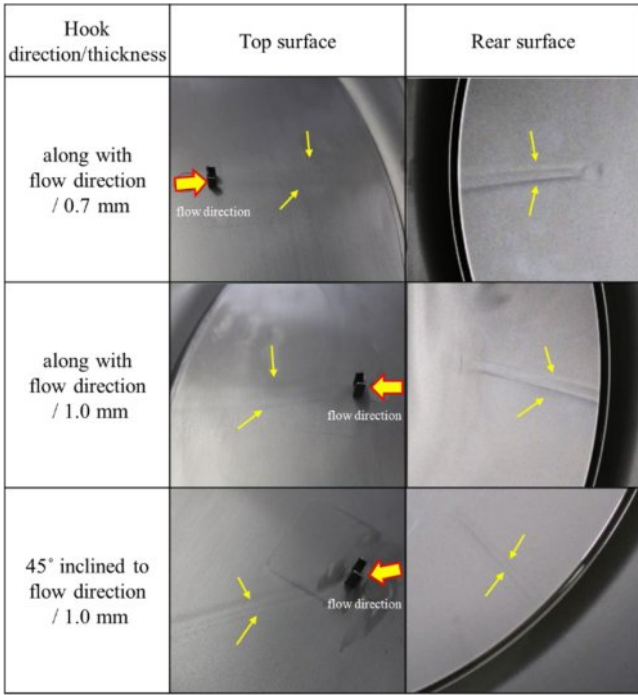 Hook
direction/thickness
Top surface
Rear surface
along with
flow direction
/ 0.7 mm
flow direction
along with
flow direction
/ 1.0 mm
flow direction
45˚ inclined to
flow direction
/ 1.0 mm
flow direction